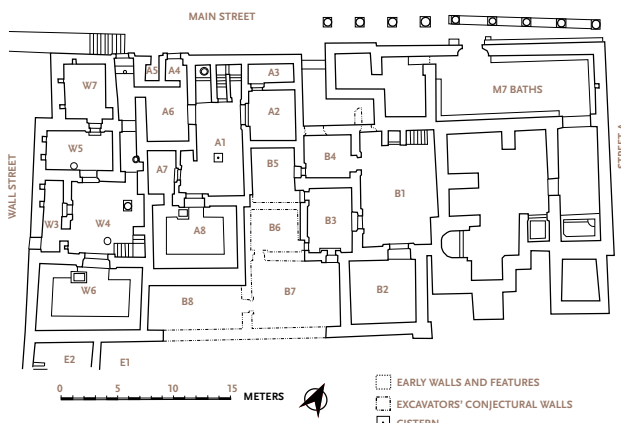 MAIN STREET
A5 A4 A3
W7
M7 BATHS
A6 A2
A1
W5 B4
A7 B5
B1
W3 W4 B3
A8 B6
W6 B8 B7 B2
WALL STREET
STREET A
E2 E1
0 5 10 15 METERS
EARLY WALLS AND FEATURES
EXCAVATORS' CONJECTURAL WALLS
CISTERN